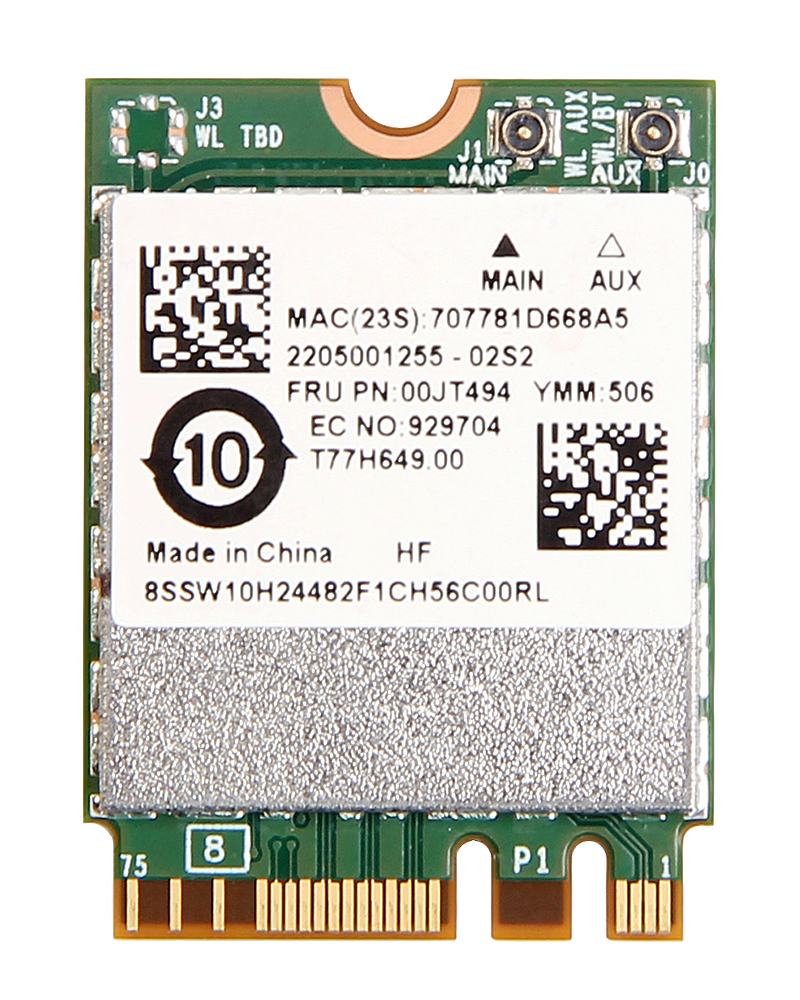 J3
WL TBD
J1
MAIN
WL AUX
WL/BT
AUX
J0
MAIN AUX
MAC(23S):707781D668A5
2205001255 - 02S2
FRU PN:00JT494 YMM:506
EC NO:929704
T77H649.00
10
Made in China HF
8SSW10H24482F1CH56C00RL
75
8
P1
1